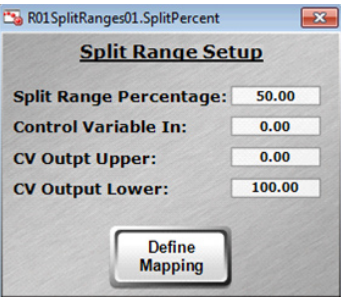 R01SplitRanges01.SplitPercent
Split Range Setup
Split Range Percentage: 50.00
Control Variable In: 0.00
CV Outpt Upper: 0.00
CV Output Lower: 100.00
Define
Mapping